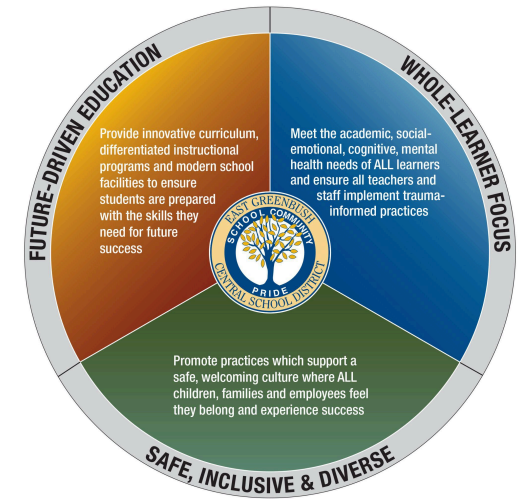 FUTURE-DRIVEN EDUCATION
Provide innovative curriculum,
differentiated instructional
programs and modern school
facilities to ensure
students are prepared
with the skills they
need for future
success
WHOLE-LEARNER FOCUS
Meet the academic, social-
emotional, cognitive, mental
health needs of ALL learners
and ensure all teachers and
staff implement trauma-
informed practices
EAST GREENBUSH
SCHOOL COMMUNITY
PRIDE
CENTRAL SCHOOL DISTRICT
Promote practices which support a
safe, welcoming culture where ALL
children, families and employees feel
they belong and experience success
SAFE, INCLUSIVE & DIVERSE